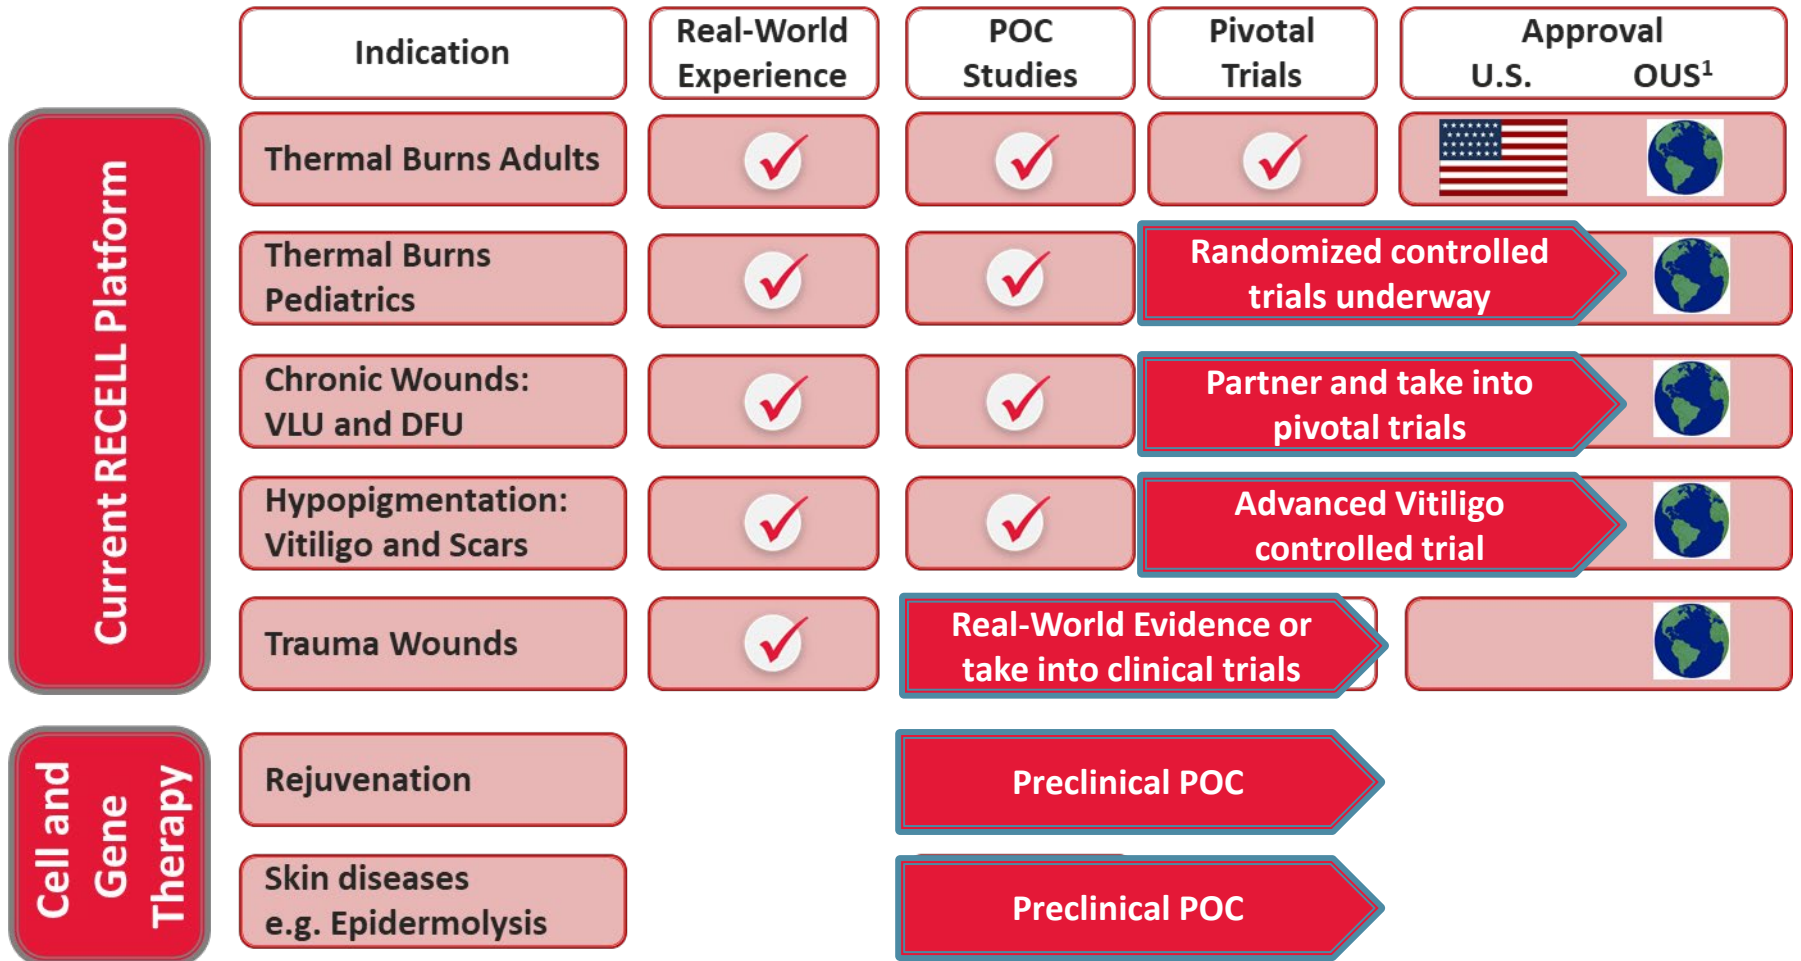 Indication
Real-World
Experience
POC
Studies
Pivotal
Trials
Approval
U.S. OUS¹
Current RECELL Platform
Thermal Burns Adults
Thermal Burns
Pediatrics
Randomized controlled
trials underway
Chronic Wounds:
VLU and DFU
Partner and take into
pivotal trials
Hypopigmentation:
Vitiligo and Scars
Advanced Vitiligo
controlled trial
Trauma Wounds
Real-World Evidence or
take into clinical trials
Cell and
Gene
Therapy
Rejuvenation
Preclinical POC
Skin diseases
e.g. Epidermolysis
Preclinical POC